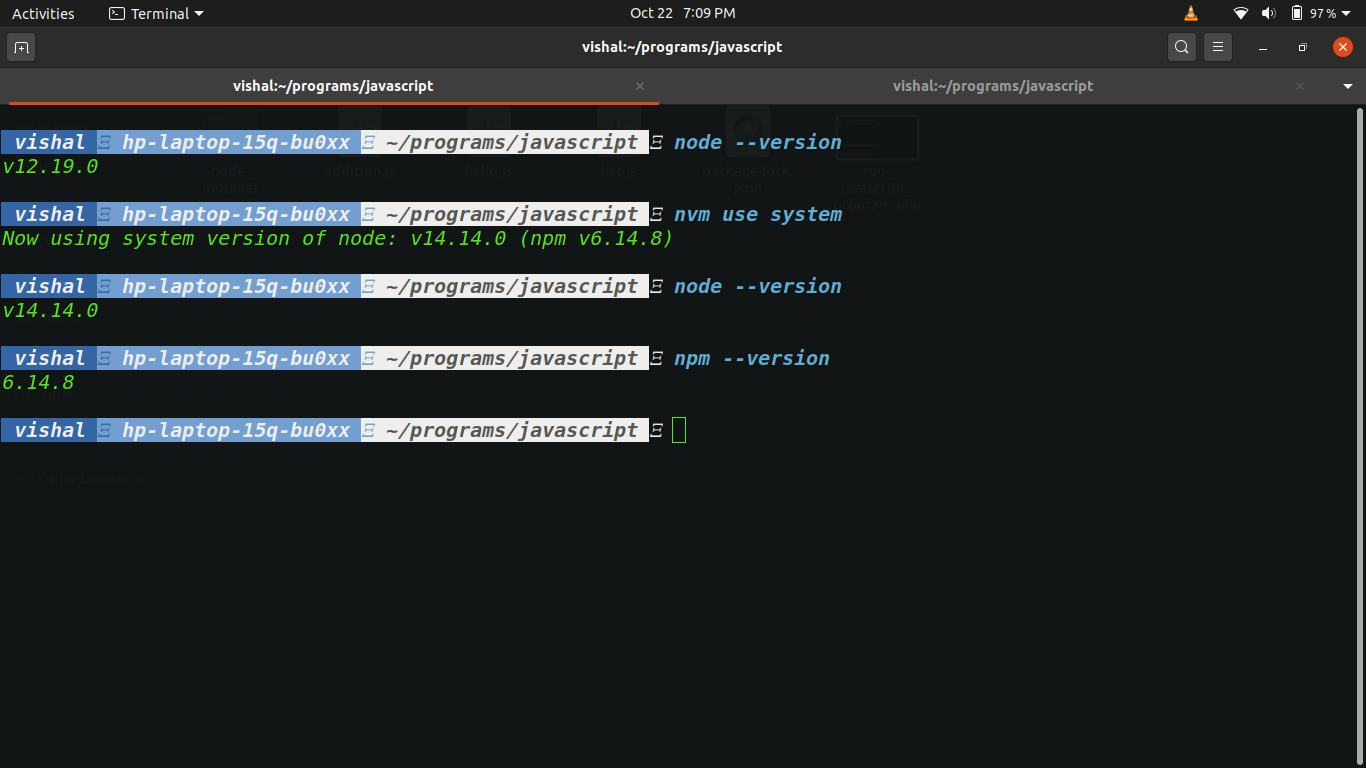 Activities Terminal Oct 22 7:09 PM 97 %
vishal:~/programs/javascript
vishal:~/programs/javascript vishal:~/programs/javascript
vishal Ξ hp-laptop-15q-bu0xx Ξ ~/programs/javascript Ξ node --version
v12.19.0
vishal Ξ hp-laptop-15q-bu0xx Ξ ~/programs/javascript Ξ nvm use system
Now using system version of node: v14.14.0 (npm v6.14.8)
vishal Ξ hp-laptop-15q-bu0xx Ξ ~/programs/javascript Ξ node --version
v14.14.0
vishal Ξ hp-laptop-15q-bu0xx Ξ ~/programs/javascript Ξ npm --version
6.14.8
vishal Ξ hp-laptop-15q-bu0xx Ξ ~/programs/javascript Ξ